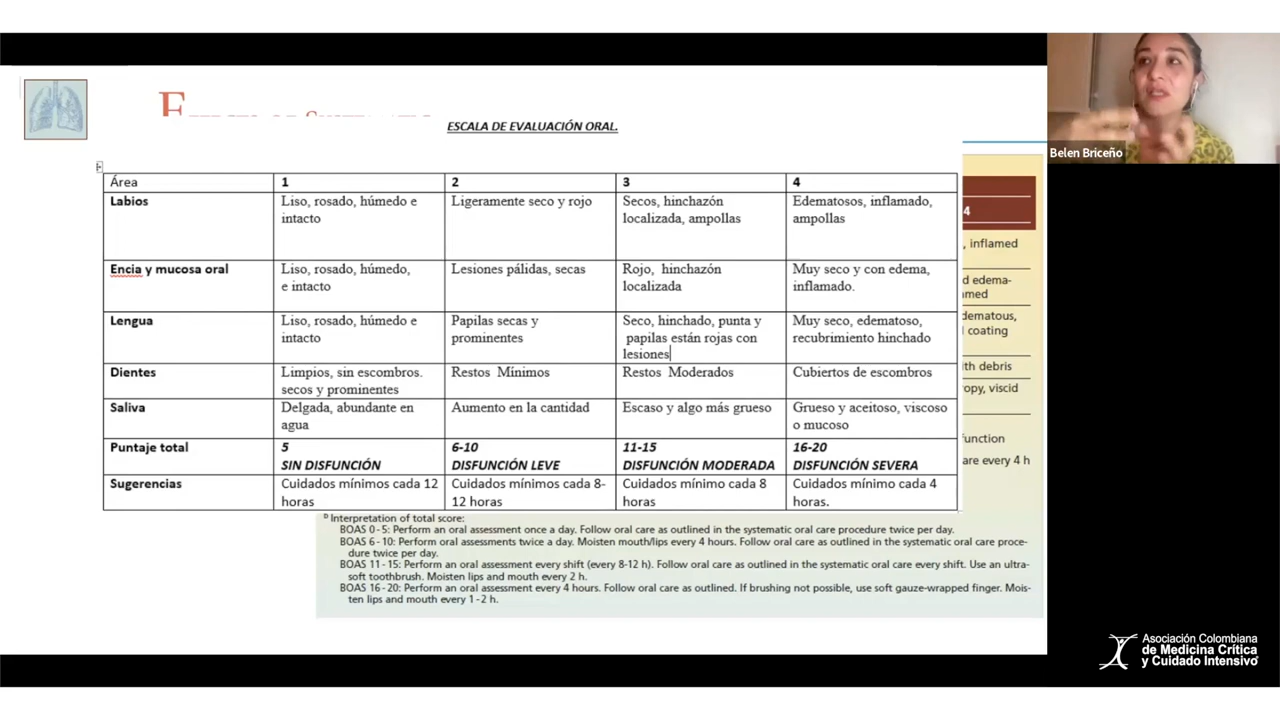 ESCALA DE EVALUACIÓN ORAL.
Área 1 2 3 4
Labios Liso, rosado, húmedo e Ligeramente seco y rojo Secos, hinchazón Edematosos, inflamado,
intacto localizada, ampollas ampollas
Encia y mucosa oral Liso, rosado, húmedo, Lesiones pálidas, secas Rojo, hinchazón Muy seco y con edema,
e intacto localizada inflamado.
Lengua Liso, rosado, húmedo e Papilas secas y Seco, hinchado, punta y Muy seco, edematoso,
intacto prominentes papilas están rojas con recubrimiento hinchado
lesiones
Dientes Limpios, sin escombros. Restos Mínimos Restos Moderados Cubiertos de escombros
secos y prominentes
Saliva Delgada, abundante en Aumento en la cantidad Escaso y algo más grueso Grueso y aceitoso, viscoso
agua o mucoso
Puntaje total 5 6-10 11-15 16-20
SIN DISFUNCIÓN DISFUNCIÓN LEVE DISFUNCIÓN MODERADA DISFUNCIÓN SEVERA
Sugerencias Cuidados mínimos cada 12 Cuidados mínimos cada 8- Cuidados mínimo cada 8 Cuidados mínimo cada 4
horas 12 horas horas horas.
4
, inflamed
d edema-
dematous,
coating
th debris
opy, viscid
unction
are every 4 h
D Interpretation of total score:
BOAS 0-5: Perform an oral assessment once a day. Follow oral care as outlined in the systematic oral care procedure twice per day.
BOAS 6-10: Perform oral assessments twice a day. Moisten mouth/lips every 4 hours. Follow oral care as outlined in the systematic oral care proce-
dure twice per day.
BOAS 11-15: Perform an oral assessment every shift (every 8-12 h). Follow oral care as outlined in the systematic oral care every shift. Use an ultra-
soft toothbrush. Moisten lips and mouth every 2 h.
BOAS 16-20: Perform an oral assessment every 4 hours. Follow oral care as outlined. If brushing not possible, use soft gauze-wrapped finger. Mois-
ten lips and mouth every 1-2 h.
Belen Briceño
Asociación Colombiana
de Medicina Crítica
y Cuidado Intensivo